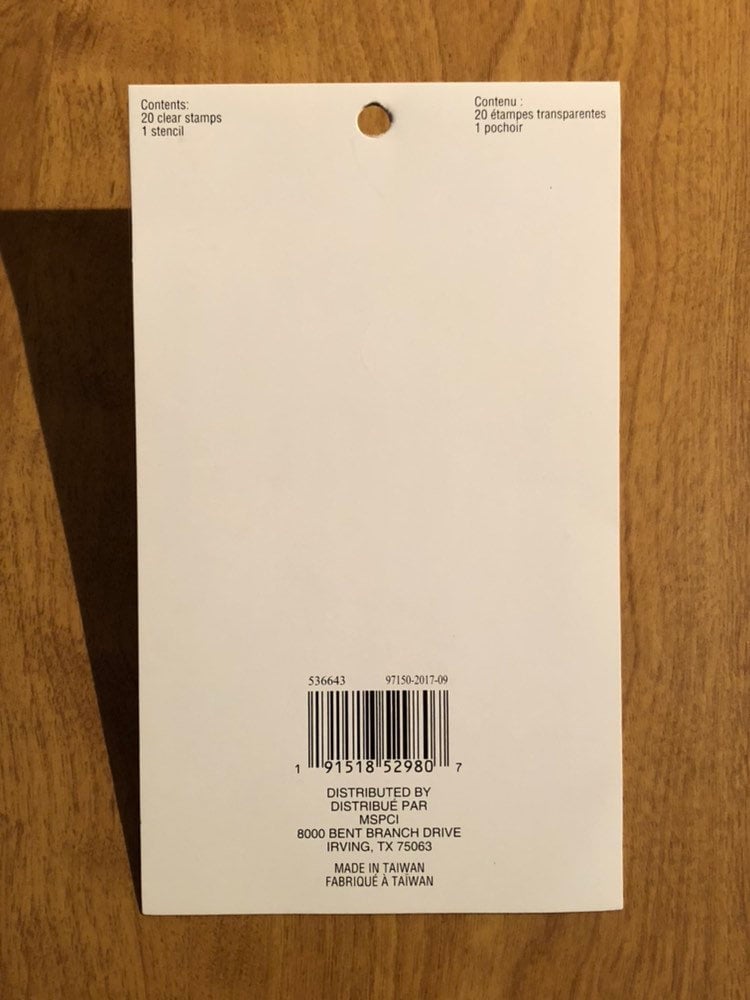 Contents:
20 clear stamps
1 stencil
Contenu :
20 étampes transparentes
1 pochoir
536643 97150-2017-09
1 91518 52980 7
DISTRIBUTED BY
DISTRIBUÉ PAR
MSPCI
8000 BENT BRANCH DRIVE
IRVING, TX 75063
MADE IN TAIWAN
FABRIQUÉ À TAÏWAN